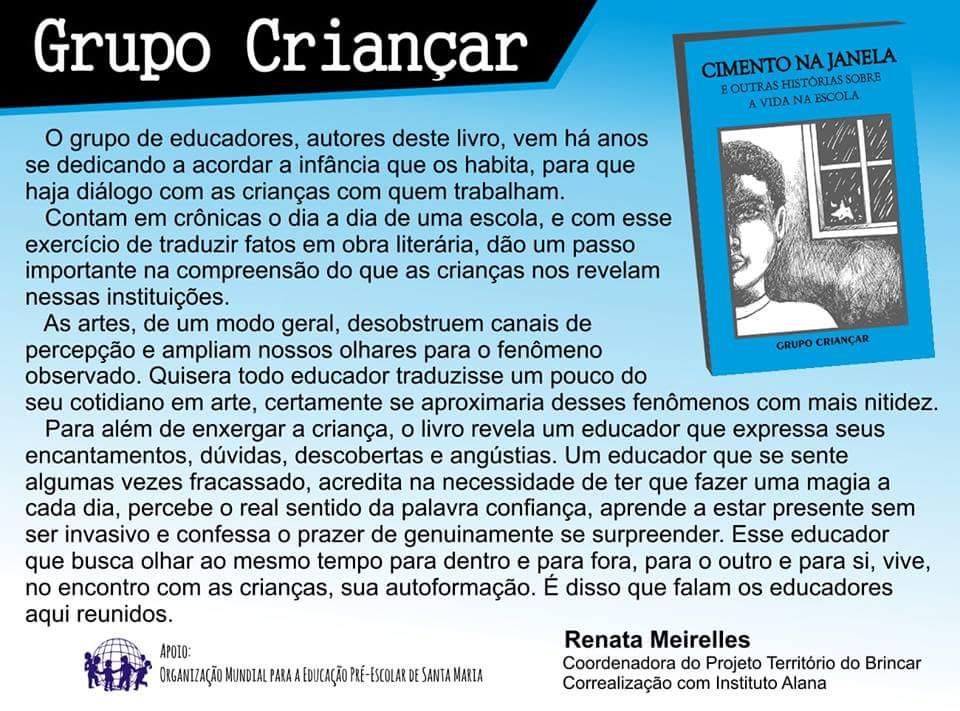 Grupo Criançar
CIMENTO NA JANELA
E OUTRAS HISTÓRIAS SOBRE
A VIDA NA ESCOLA
GRUPO CRIANÇAR
O grupo de educadores, autores deste livro, vem há anos
se dedicando a acordar a infância que os habita, para que
haja diálogo com as crianças com quem trabalham.
Contam em crônicas o dia a dia de uma escola, e com esse
exercício de traduzir fatos em obra literária, dão um passo
importante na compreensão do que as crianças nos revelam
nessas instituições.
As artes, de um modo geral, desobstruem canais de
percepção e ampliam nossos olhares para o fenômeno
observado. Quisera todo educador traduzisse um pouco do
seu cotidiano em arte, certamente se aproximaria desses fenômenos com mais nitidez.
Para além de enxergar a criança, o livro revela um educador que expressa seus
encantamentos, dúvidas, descobertas e angústias. Um educador que se sente
algumas vezes fracassado, acredita na necessidade de ter que fazer uma magia a
cada dia, percebe o real sentido da palavra confiança, aprende a estar presente sem
ser invasivo e confessa o prazer de genuinamente se surpreender. Esse educador
que busca olhar ao mesmo tempo para dentro e para fora, para o outro e para si, vive,
no encontro com as crianças, sua autoformação. É disso que falam os educadores
aqui reunidos.
Apoio:
Organização Mundial para a Educação Pré-Escolar de Santa Maria
Renata Meirelles
Coordenadora do Projeto Território do Brincar
Correalização com Instituto Alana